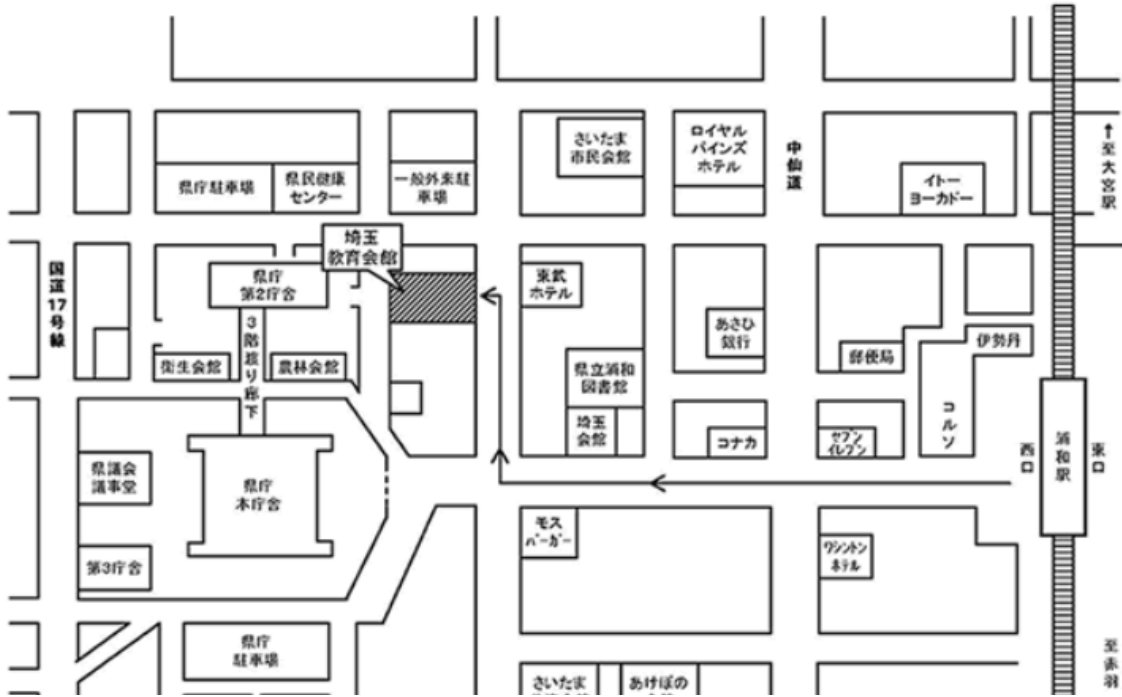 さいたま
市民会館
ロイヤル
パインズ
ホテル
中仙道
↑至大宮駅
県庁駐車場
県民健康
センター
一般外来駐
車場
イトー
ヨーカドー
埼玉
教育会館
国道17号線
県庁
第2庁舎
東武
ホテル
3階渡り廊下
あさひ
銀行
伊勢丹
郵便局
衛生会館
農林会館
県立浦和
図書館
コルソ
埼玉
会館
コナカ
セブン
イレブン
西口
浦和駅
東口
県議会
議事堂
県庁
本庁舎
モス
バーガー
ワシントン
ホテル
第3庁舎
県庁
駐車場
至赤羽
さいたま
あけぼの